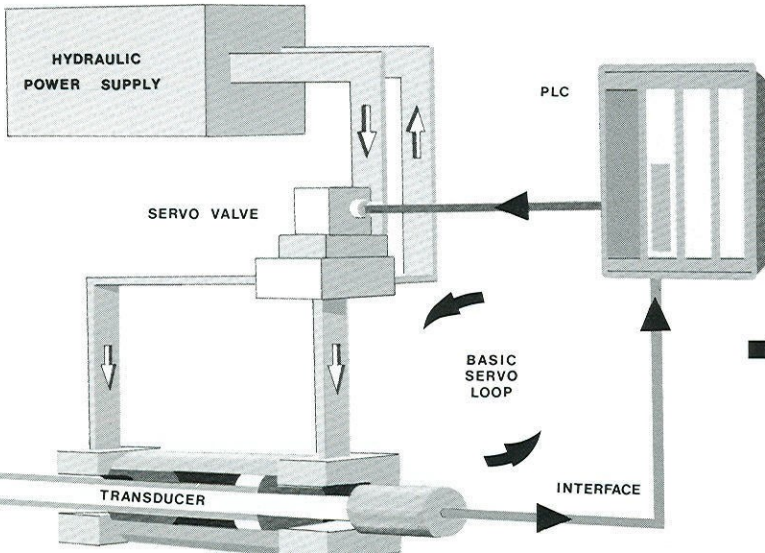 HYDRAULIC
POWER SUPPLY
PLC
SERVO VALVE
BASIC
SERVO
LOOP
TRANSDUCER
INTERFACE